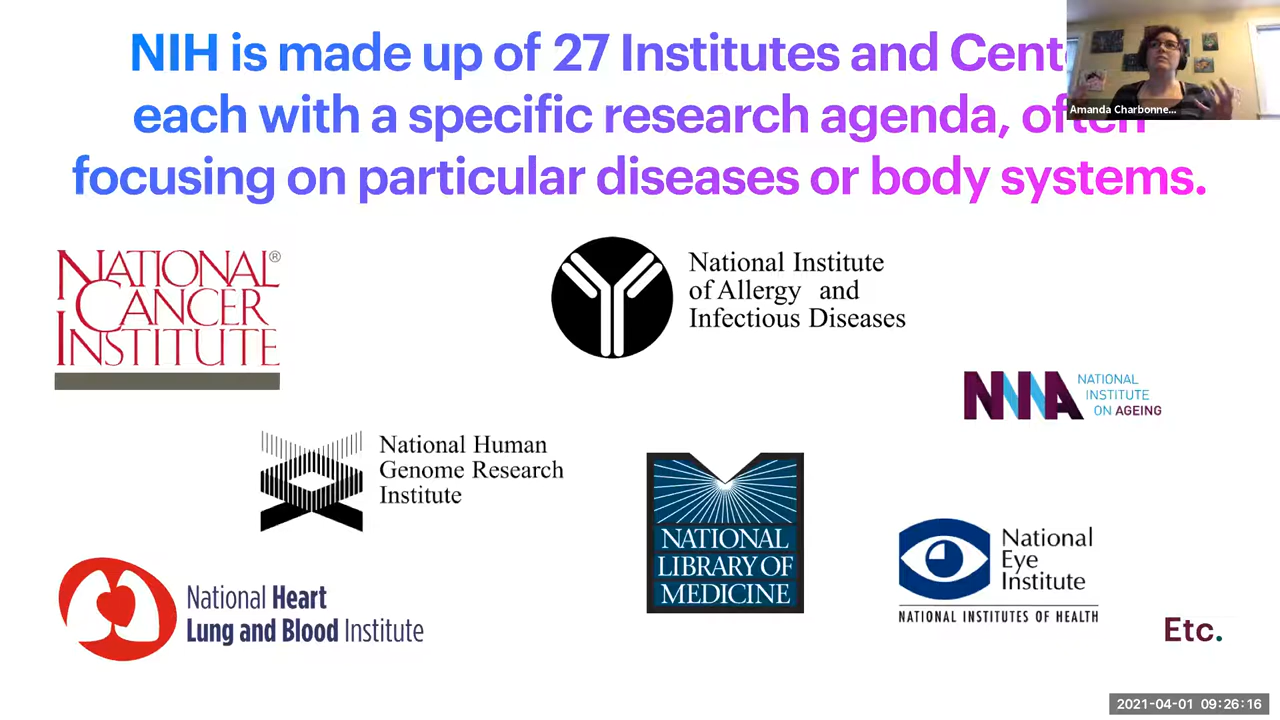 NIH is made up of 27 Institutes and Cent
each with a specific research agenda, often
focusing on particular diseases or body systems.
Amanda Charbonne...
NATIONAL®
CANCER
INSTITUTE
National Institute
of Allergy and
Infectious Diseases
NIA NATIONAL
INSTITUTE
ON AGEING
National Human
Genome Research
Institute
NATIONAL
LIBRARY OF
MEDICINE
National
Eye
Institute
NATIONAL INSTITUTES OF HEALTH
National Heart
Lung and Blood Institute
Etc.
2021-04-01 09:26:16